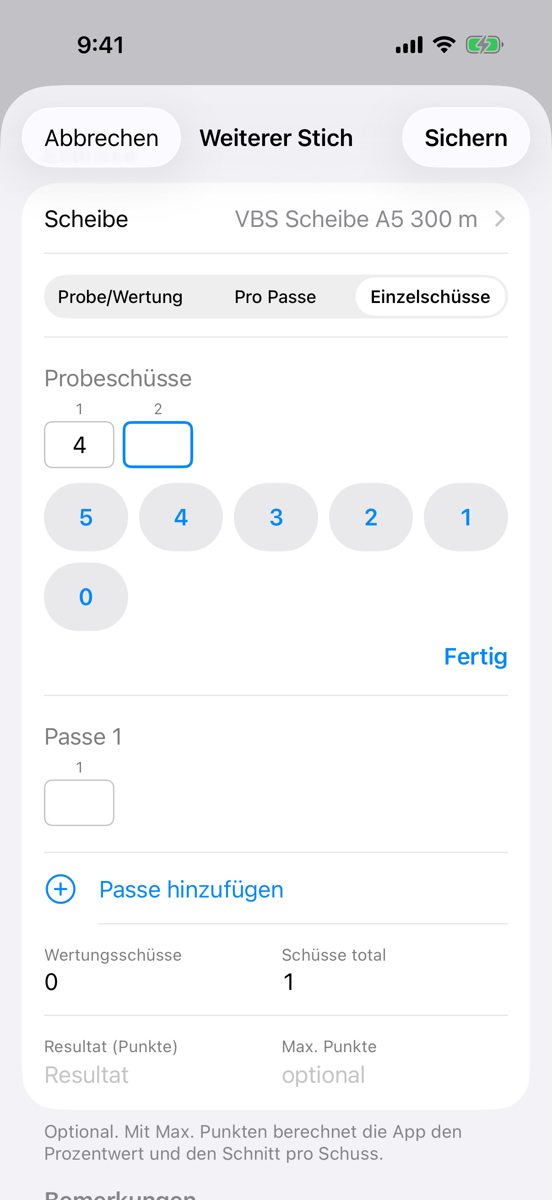 9:41
Abbrechen Weiterer Stich Sichern
Scheibe VBS Scheibe A5 300 m
Probe/Wertung Pro Passe Einzelschüsse
Probeschüsse
1 2
4
5 4 3 2 1
0
Fertig
Passe 1
1
Passe hinzufügen
Wertungsschüsse Schüsse total
0 1
Resultat (Punkte) Max. Punkte
Resultat optional
Optional. Mit Max. Punkten berechnet die App den
Prozentwert und den Schnitt pro Schuss.
Bemerkungen